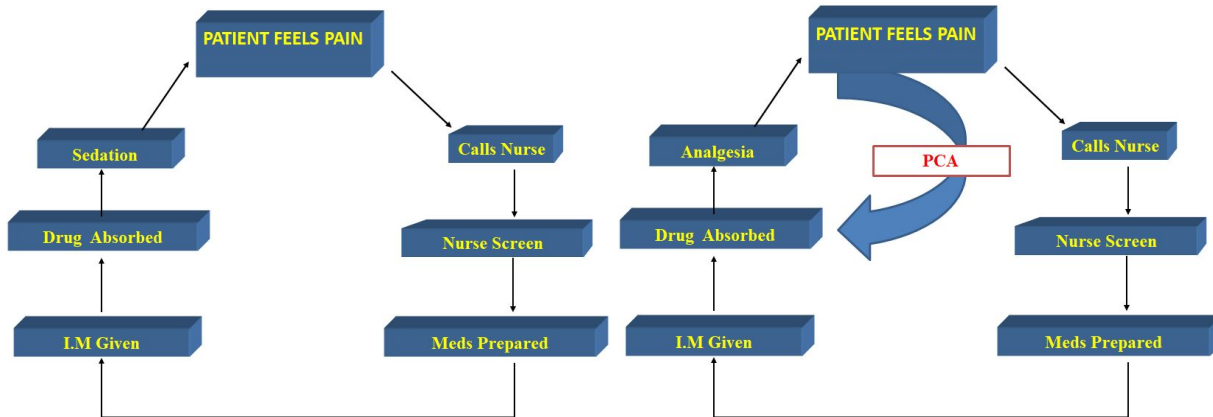 PATIENT FEELS PAIN
Sedation
Calls Nurse
Drug Absorbed
Nurse Screen
I.M Given
Meds Prepared
PATIENT FEELS PAIN
Analgesia
Calls Nurse
PCA
Drug Absorbed
Nurse Screen
I.M Given
Meds Prepared